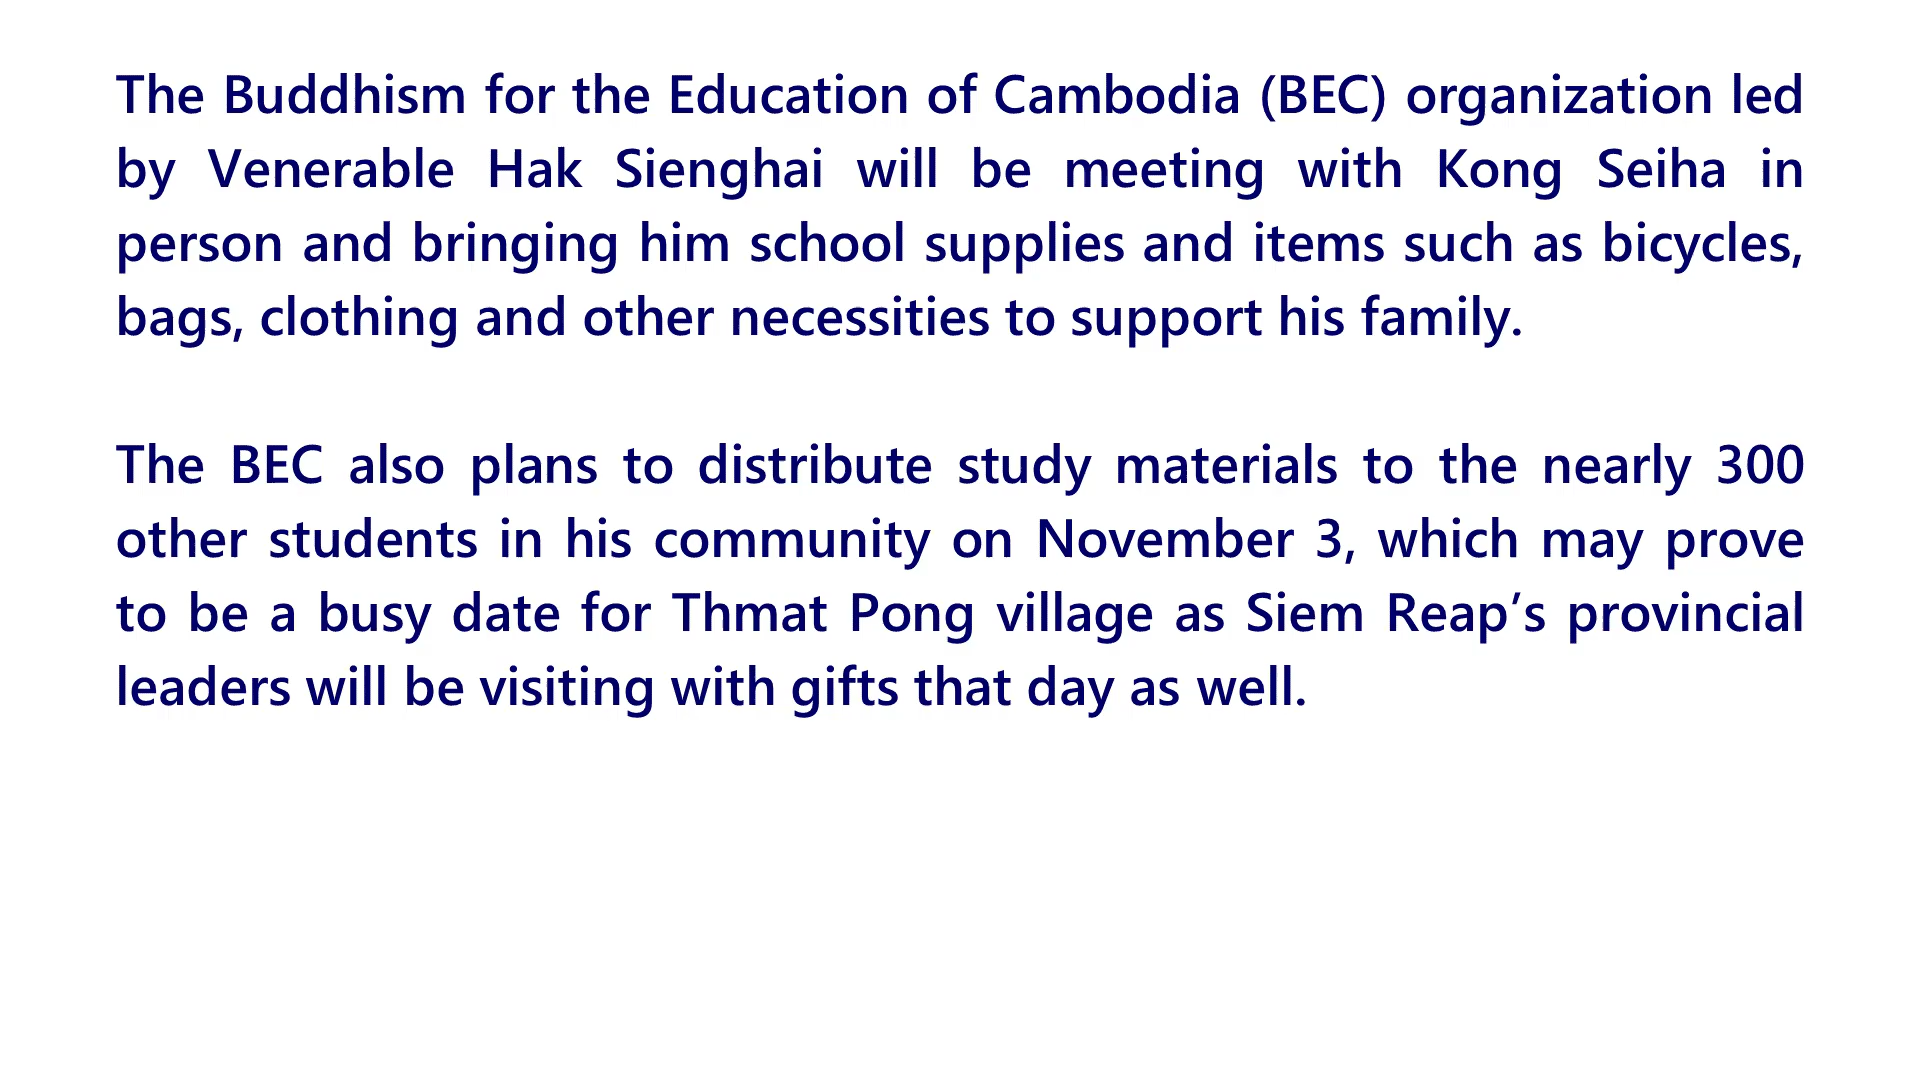 The Buddhism for the Education of Cambodia (BEC) organization led
by Venerable Hak Sienghai will be meeting with Kong Seiha in
person and bringing him school supplies and items such as bicycles,
bags, clothing and other necessities to support his family.
The BEC also plans to distribute study materials to the nearly 300
other students in his community on November 3, which may prove
to be a busy date for Thmat Pong village as Siem Reap’s provincial
leaders will be visiting with gifts that day as well.